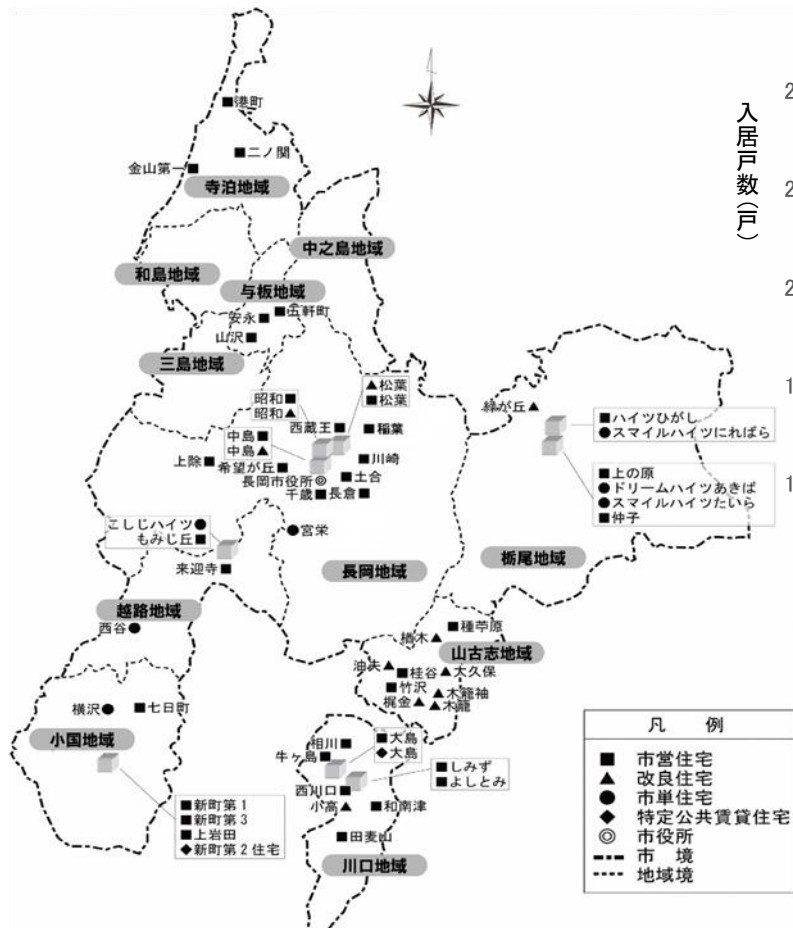 港町
二ノ関
金山第一
寺泊地域
中之島地域
和島地域
与板地域
五軒町
安永
山沢
三島地域
松葉
松葉
昭和
昭和
西蔵王
稲葉
中島
中島
上除
希望が丘
川崎
土合
長岡市役所
千歳
長倉
緑が丘
ハイツひがし
スマイルハイツにればら
上の原
ドリームハイツあきば
スマイルハイツたいら
仲子
栃尾地域
こしじハイツ
もみじ丘
宮栄
来迎寺
長岡地域
越路地域
西谷
種苧原
楢木
山古志地域
油夫
桂谷
大久保
竹沢
木籠袖
梶金
木籠
横沢
七日町
小国地域
新町第1
新町第3
上岩田
新町第2住宅
相川
牛ヶ島
大島
大島
しみず
よしとみ
西川口
小高
和南津
田麦山
川口地域
凡 例
市営住宅
改良住宅
市単住宅
特定公共賃貸住宅
市役所
市 境
地域境
入居戸数(戸)
2
2
2
1
1